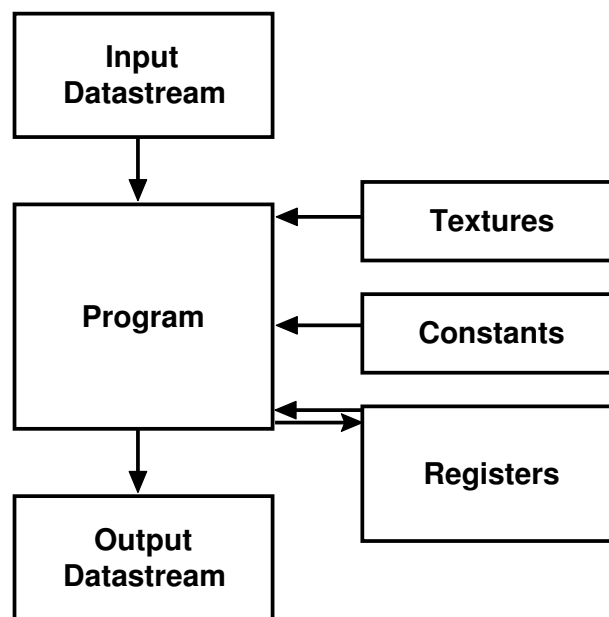 Input
Datastream
Textures
Program
Constants
Registers
Output
Datastream